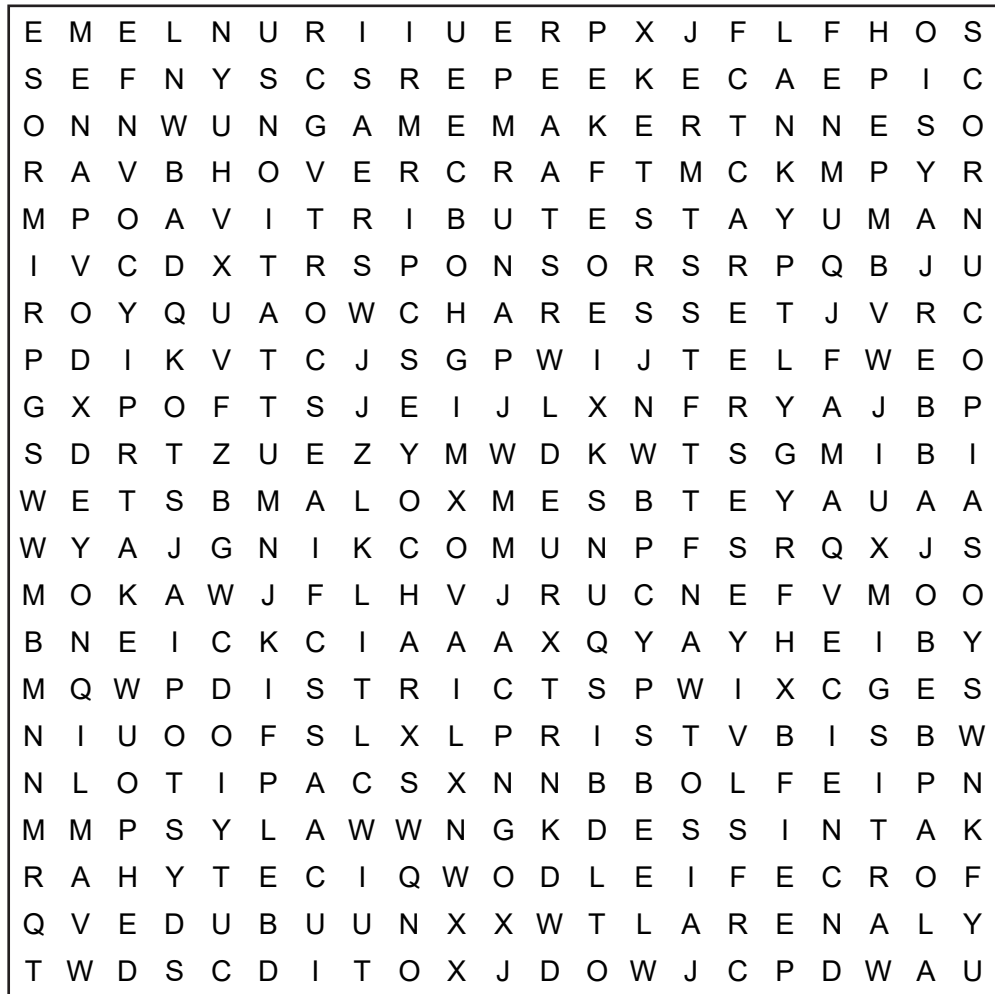 E M E L N U R I I U E R P X J F L F H O S
S E F N Y S C S R E P E E K E C A E P I C
O N N W U N G A M E M A K E R T N N E S O
R A V B H O V E R C R A F T M C K M P Y R
M P O A V I T R I B U T E S T A Y U M A N
I V C D X T R S P O N S O R S R P Q B J U
R O Y Q U A O W C H A R E S S E T J V R C
P D I K V T C J S G P W I J T E L F W E O
G X P O F T S J E I J L X N F R Y A J B P
S D R T Z U E Z Y M W D K W T S G M I B I
W E T S B M A L O X M E S B T E Y A U A A
W Y A J G N I K C O M U N P F S R Q X J S
M O K A W J F L H V J R U C N E F V M O O
B N E I C K C I A A A X Q Y A Y H E I B Y
M Q W P D I S T R I C T S P W I X C G E S
N I U O O F S L X L P R I S T V B I S B W
N L O T I P A C S X N N B B O L F E I P N
M M P S Y L A W W N G K D E S S I N T A K
R A H Y T E C I Q W O D L E I F E C R O F
Q V E D U B U U N X X W T L A R E N A L Y
T W D S C D I T O X J D O W J C P D W A U